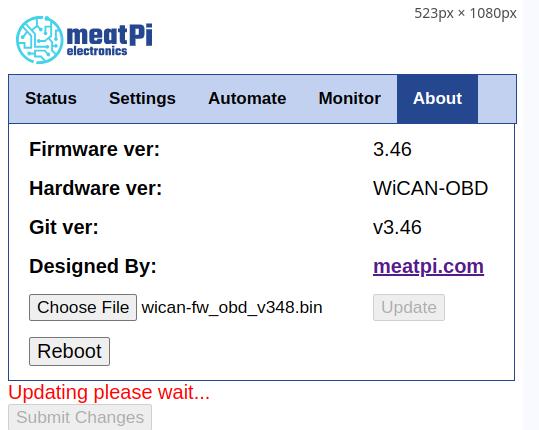 523px × 1080px
meatPi
electronics
Status Settings Automate Monitor About
Firmware ver: 3.46
Hardware ver: WiCAN-OBD
Git ver: v3.46
Designed By: meatpi.com
Choose File wican-fw_obd_v348.bin Update
Reboot
Updating please wait...
Submit Changes